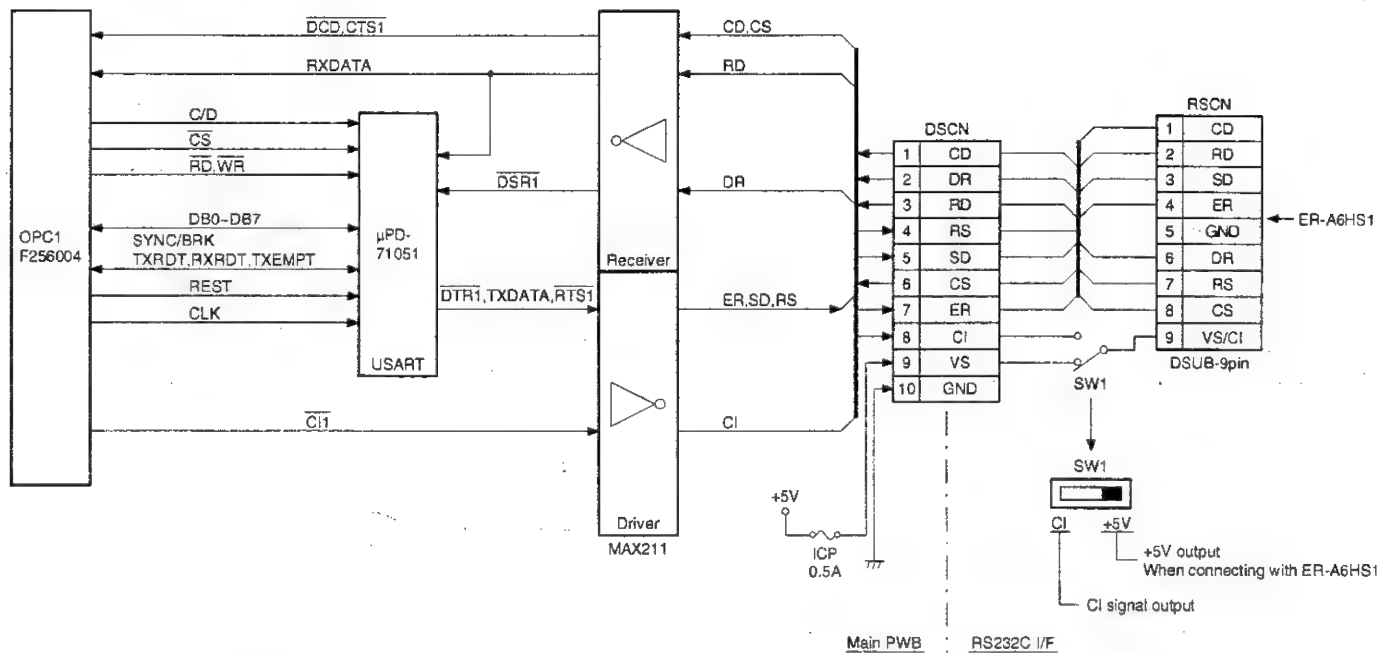 DCD,CTS1
CD,CS
RXDATA
RD
C/D
CS
RD,WR
DSR1
DR
DB0~DB7
OPC1
F256004
SYNC/BRK
TXRDT,RXRDT,TXEMPT
REST
CLK
μPD-
71051
USART
Receiver
DTR1,TXDATA,RTS1
ER,SD,RS
CI1
CI
Driver
MAX211
DSCN
1 CD
2 DR
3 RD
4 RS
5 SD
6 CS
7 ER
8 CI
9 VS
10 GND
RSCN
1 CD
2 RD
3 SD
4 ER
5 GND
6 DR
7 RS
8 CS
9 VS/CI
DSUB-9pin
ER-A6HS1
SW1
SW1
CI +5V
+5V output
When connecting with ER-A6HS1
CI signal output
+5V
ICP
0.5A
Main PWB
RS232C I/F